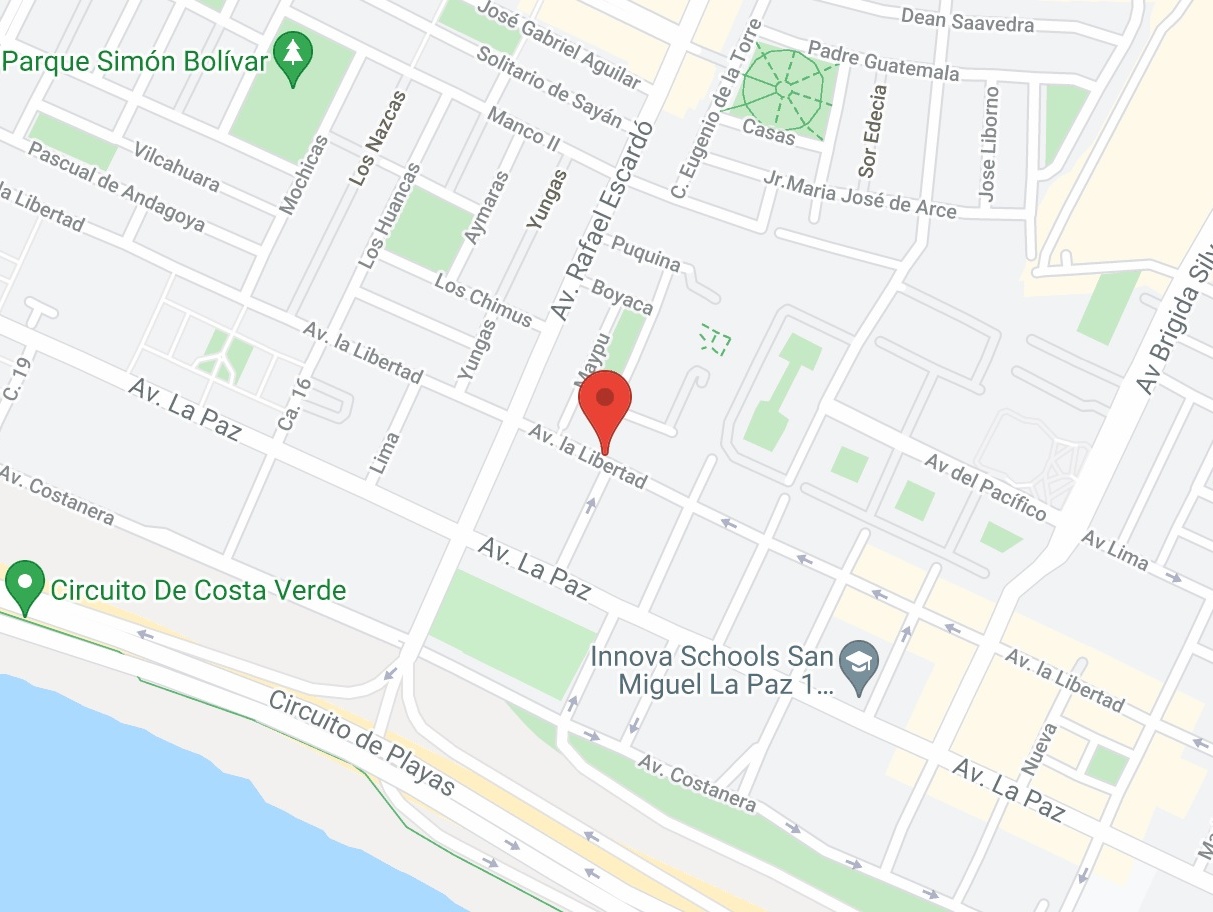 José Gabriel Aguilar
Dean Saavedra
Parque Simón Bolívar
Solitario de Sayán
C. Eugenio de la Torre
Padre Guatemala
Los Nazcas
Manco II
Casas
Sor Edecia
Jose Liborno
Vilcahuara
Mochicas
Pascual de Andagoya
la Libertad
Los Huancas
Aymaras
Yungas
Av. Rafael Escardó
Jr.Maria José de Arce
Puquina
Boyaca
Los Chimus
Av Brigida Silv
Av. la Libertad
Yungas
Maypu
C. 19
Av. La Paz
Ca. 16
Lima
Av. la Libertad
Av del Pacífico
Av. Costanera
Av Lima
Av. La Paz
Circuito De Costa Verde
Innova Schools San
Miguel La Paz 1...
Av. la Libertad
Circuito de Playas
Nueva
Av. Costanera
Av. La Paz